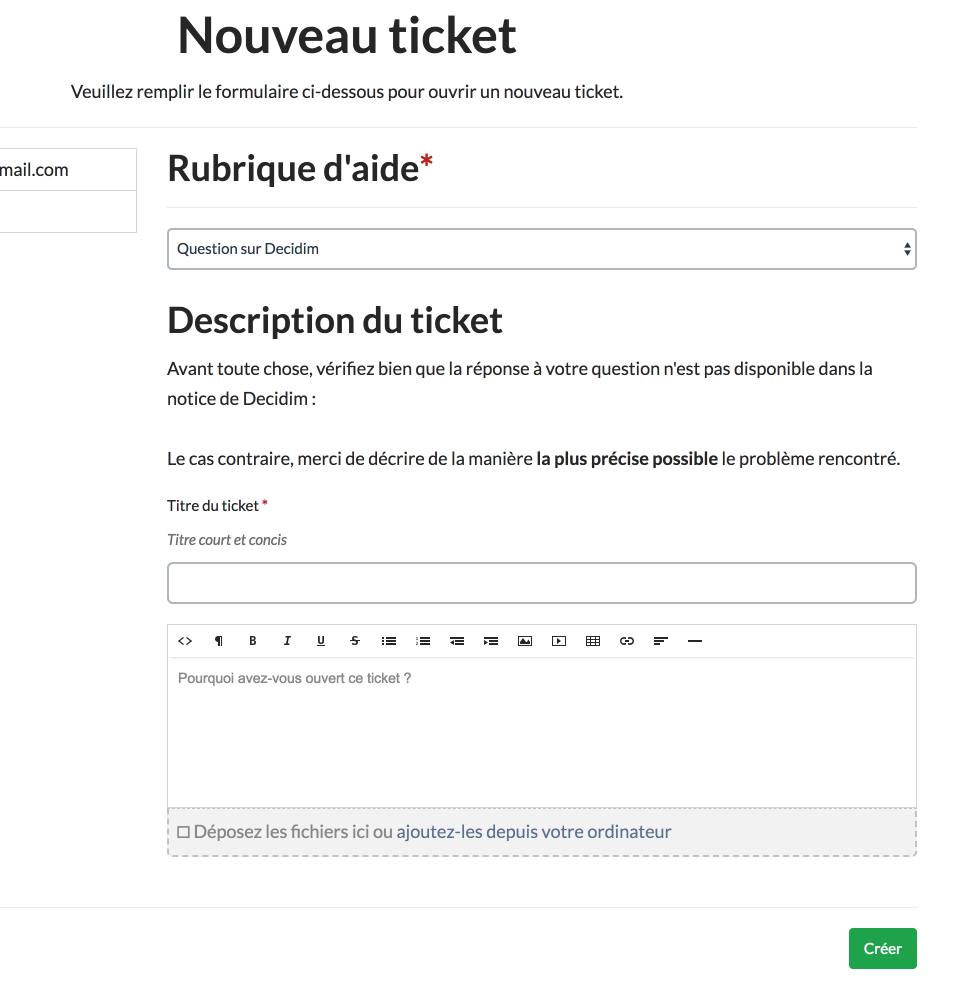 Nouveau ticket
Veuillez remplir le formulaire ci-dessous pour ouvrir un nouveau ticket.
mail.com
Rubrique d'aide*
Question sur Decidim
Description du ticket
Avant toute chose, vérifiez bien que la réponse à votre question n'est pas disponible dans la
notice de Decidim :
Le cas contraire, merci de décrire de la manière la plus précise possible le problème rencontré.
Titre du ticket *
Titre court et concis
<> ¶ B I U S
Pourquoi avez-vous ouvert ce ticket ?
Déposez les fichiers ici ou ajoutez-les depuis votre ordinateur
Créer